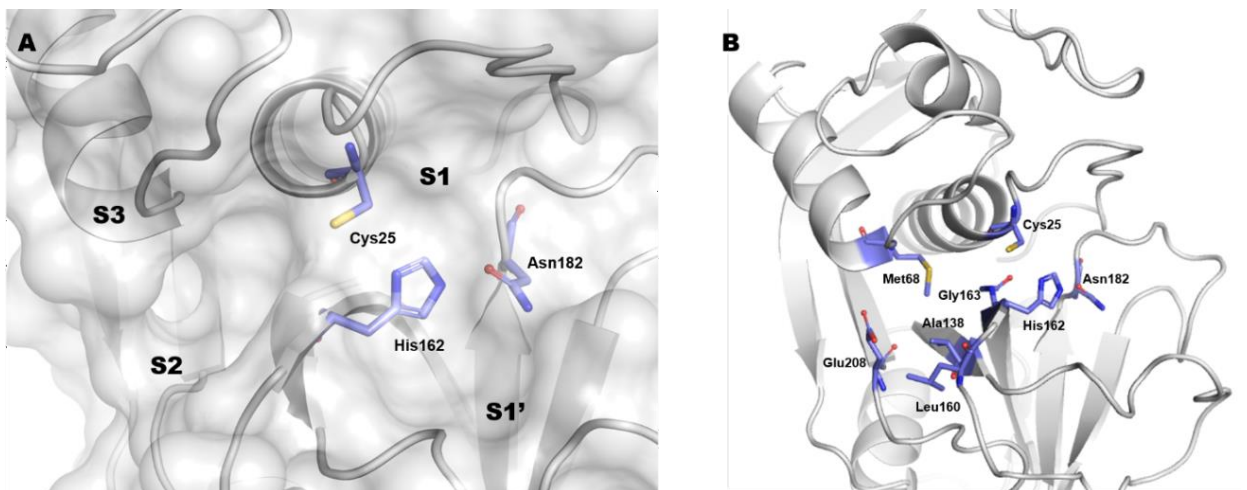 A
S1
S3
Cys25
Asn182
His162
S2
S1’
B
Cys25
Met68
Gly163
Asn182
Ala138
His162
Glu208
Leu160